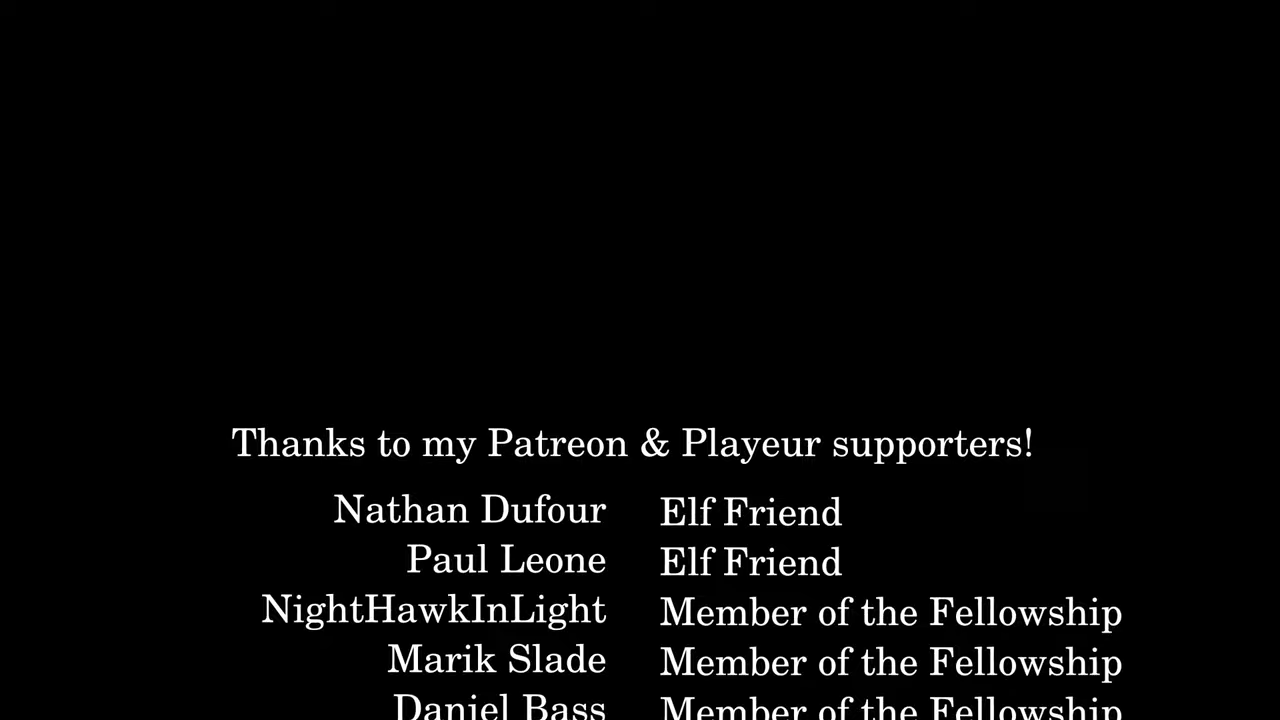 Thanks to my Patreon & Playeur supporters!
Nathan Dufour Elf Friend
Paul Leone Elf Friend
NightHawkInLight Member of the Fellowship
Marik Slade Member of the Fellowship
Daniel Bass Member of the Fellowship